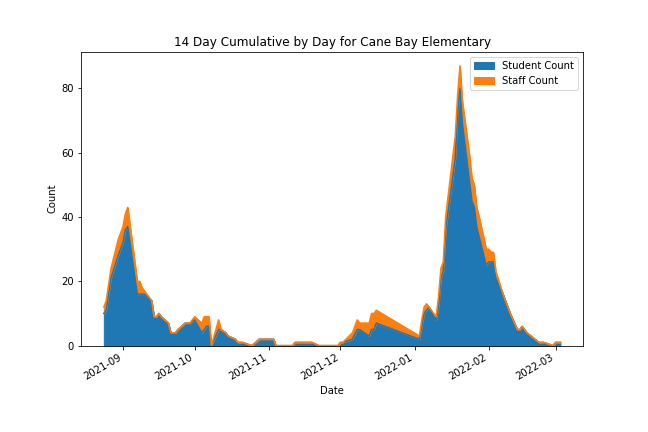 14 Day Cumulative by Day for Cane Bay Elementary
Student Count
Staff Count
80
60
40
20
0
Count
2021-09
2021-10
2021-11
2021-12
2022-01
2022-02
2022-03
Date